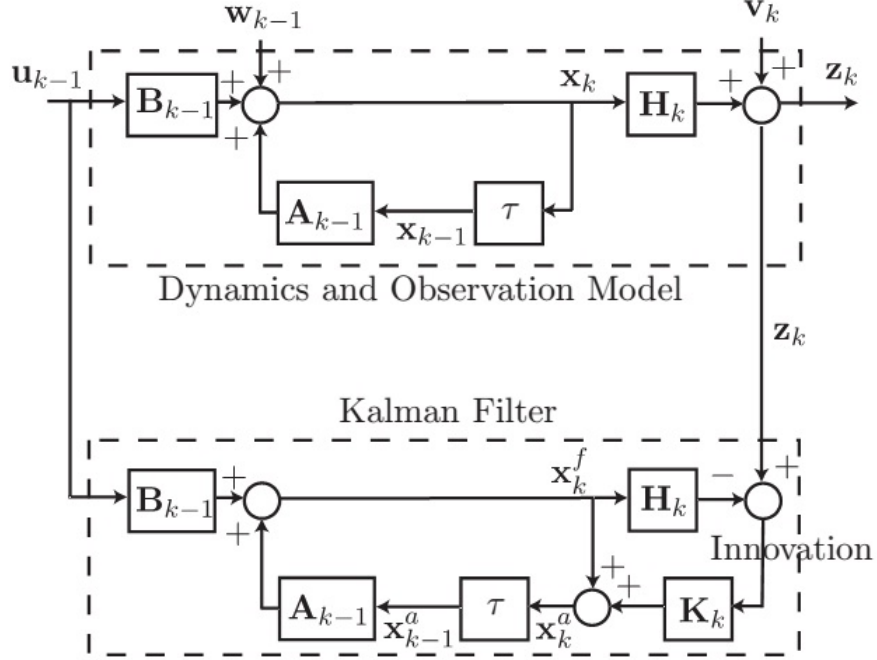 w_{k−1} v_k
u_{k−1} + + x_k + + z_k
B_{k−1} H_k
+
A_{k−1} x_{k−1} τ
Dynamics and Observation Model
z_k
Kalman Filter
+ x_k^f − +
B_{k−1} H_k
+
Innovation
+ +
A_{k−1} x_{k−1}^a τ x_k^a K_k